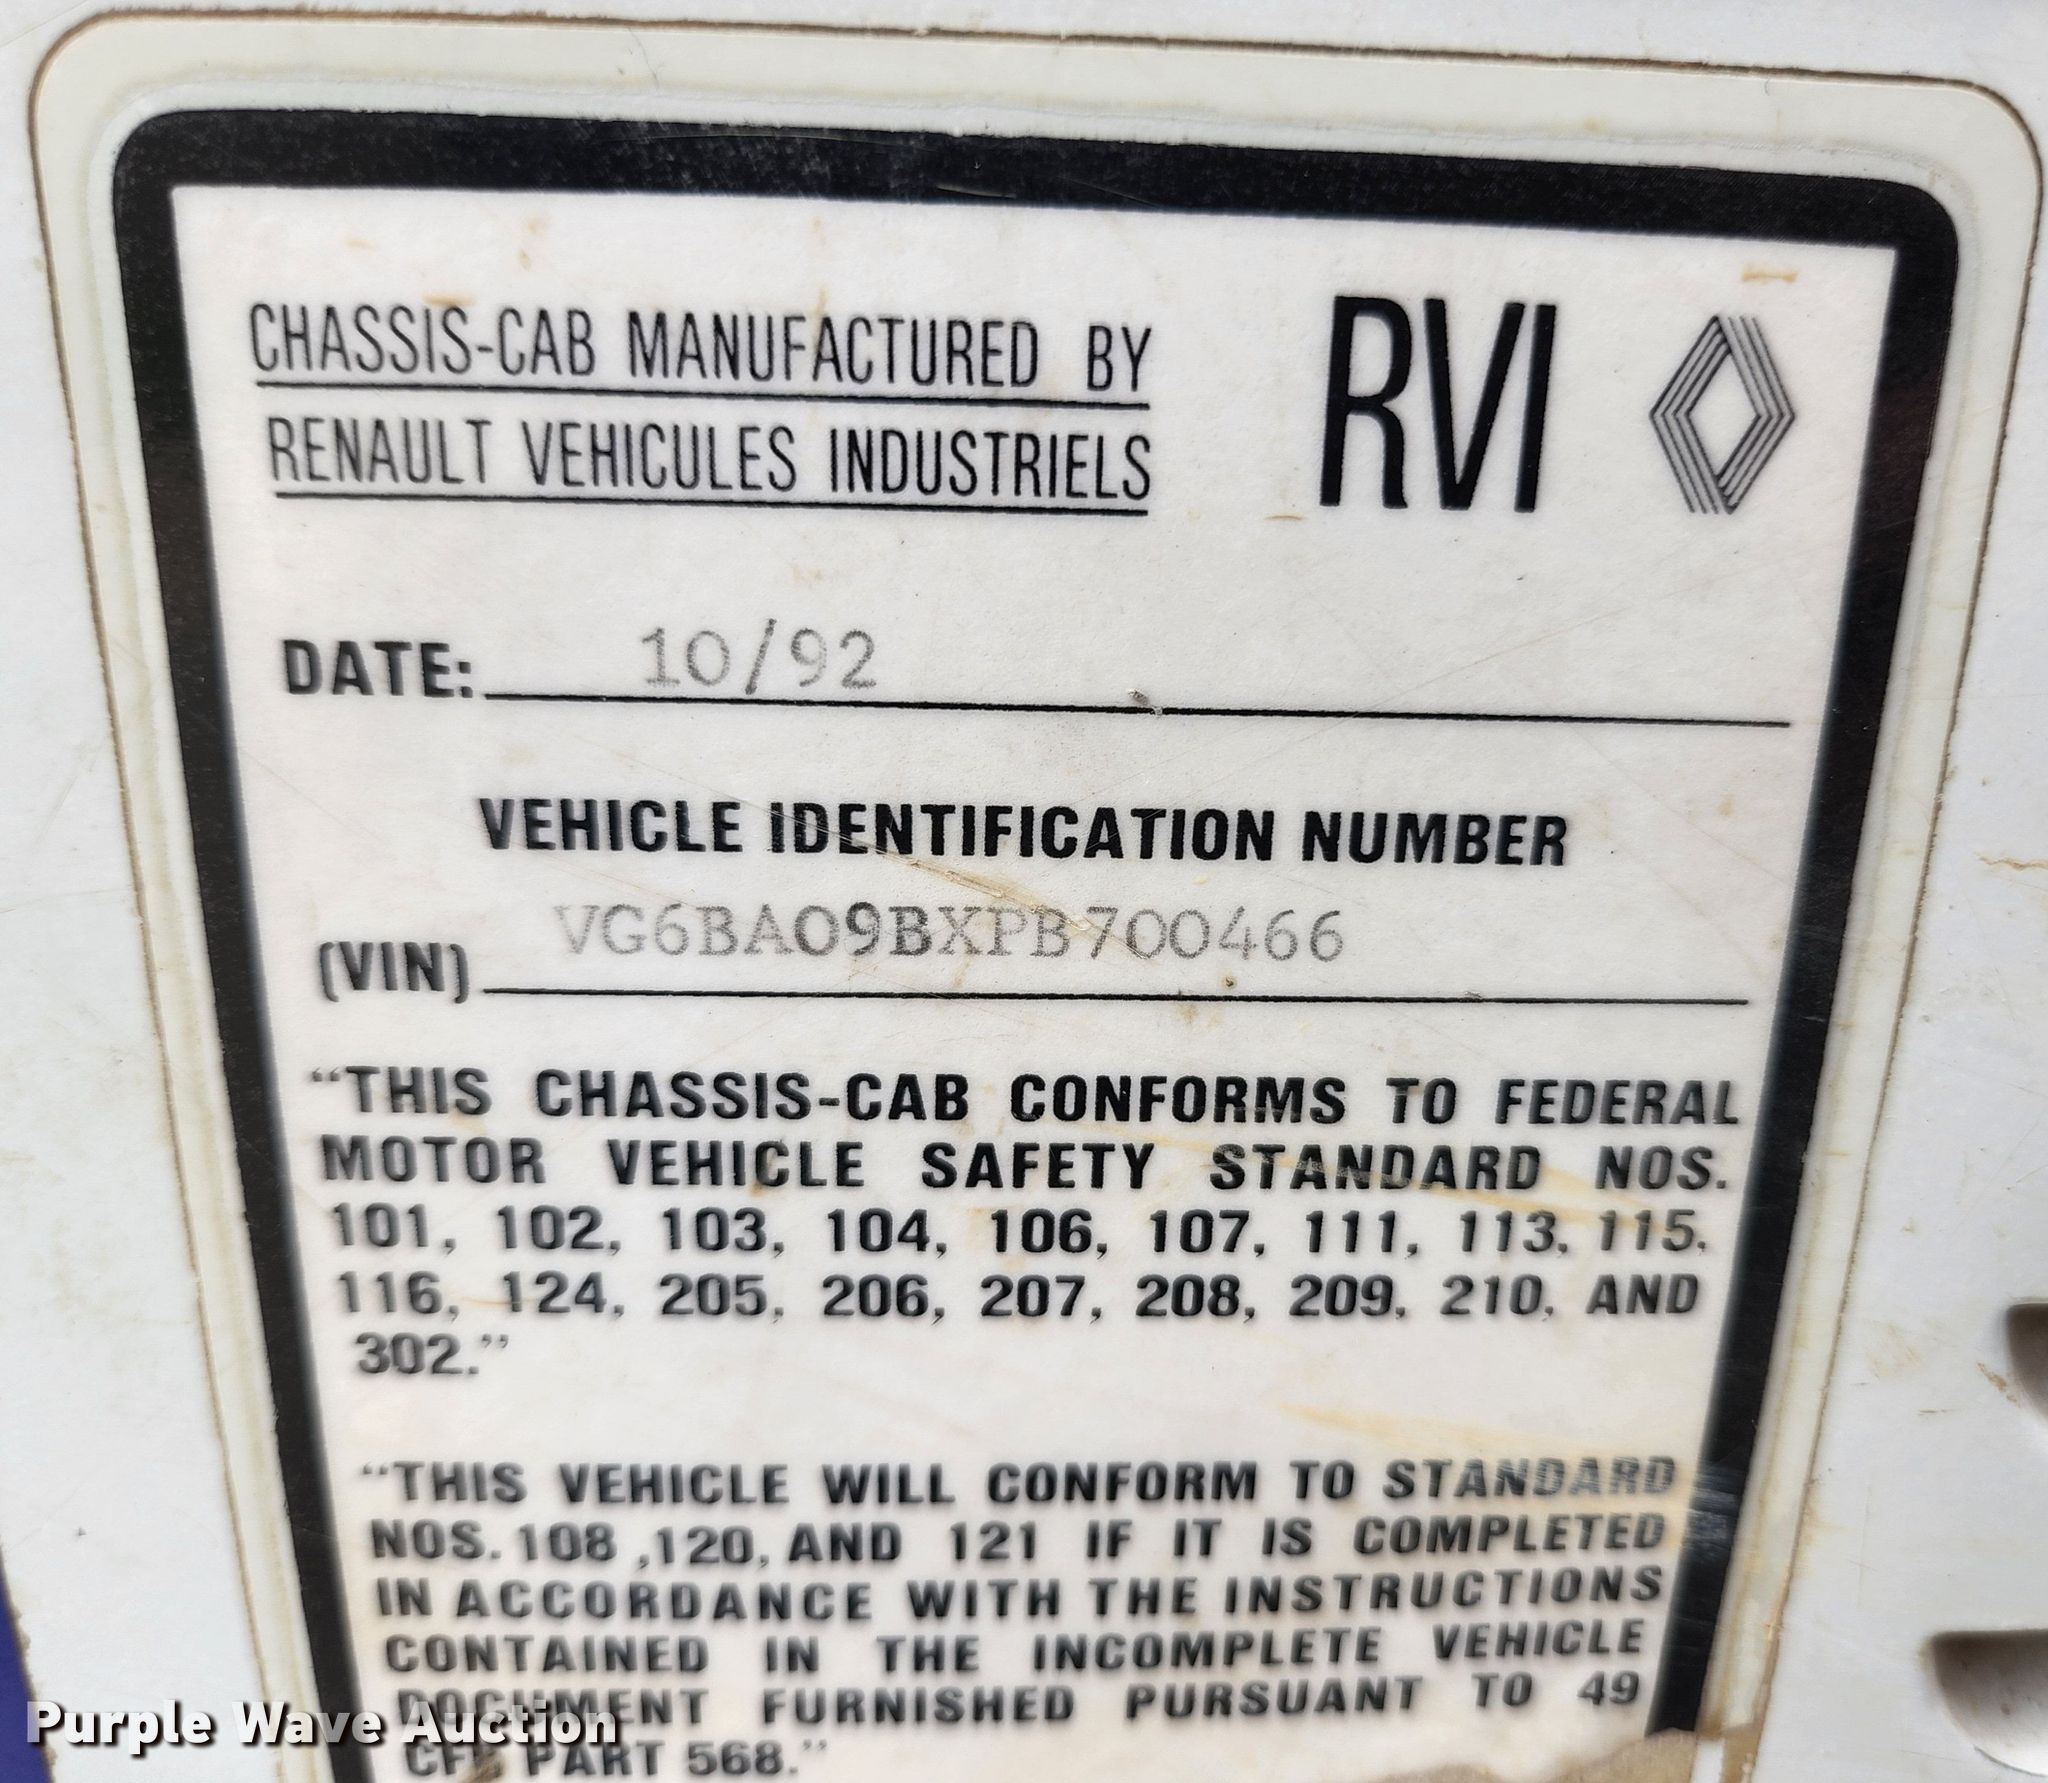 CHASSIS-CAB MANUFACTURED BY
RENAULT VEHICULES INDUSTRIELS
RVI
DATE: 10/92
VEHICLE IDENTIFICATION NUMBER
(VIN) VG6BA09BXPB700466
“THIS CHASSIS-CAB CONFORMS TO FEDERAL
MOTOR VEHICLE SAFETY STANDARD NOS.
101, 102, 103, 104, 106, 107, 111, 113, 115,
116, 124, 205, 206, 207, 208, 209, 210, AND
302.”
“THIS VEHICLE WILL CONFORM TO STANDARD
NOS. 108 ,120, AND 121 IF IT IS COMPLETED
IN ACCORDANCE WITH THE INSTRUCTIONS
CONTAINED IN THE INCOMPLETE VEHICLE
DOCUMENT FURNISHED PURSUANT TO 49
CFR PART 568.”
Purple Wave Auction